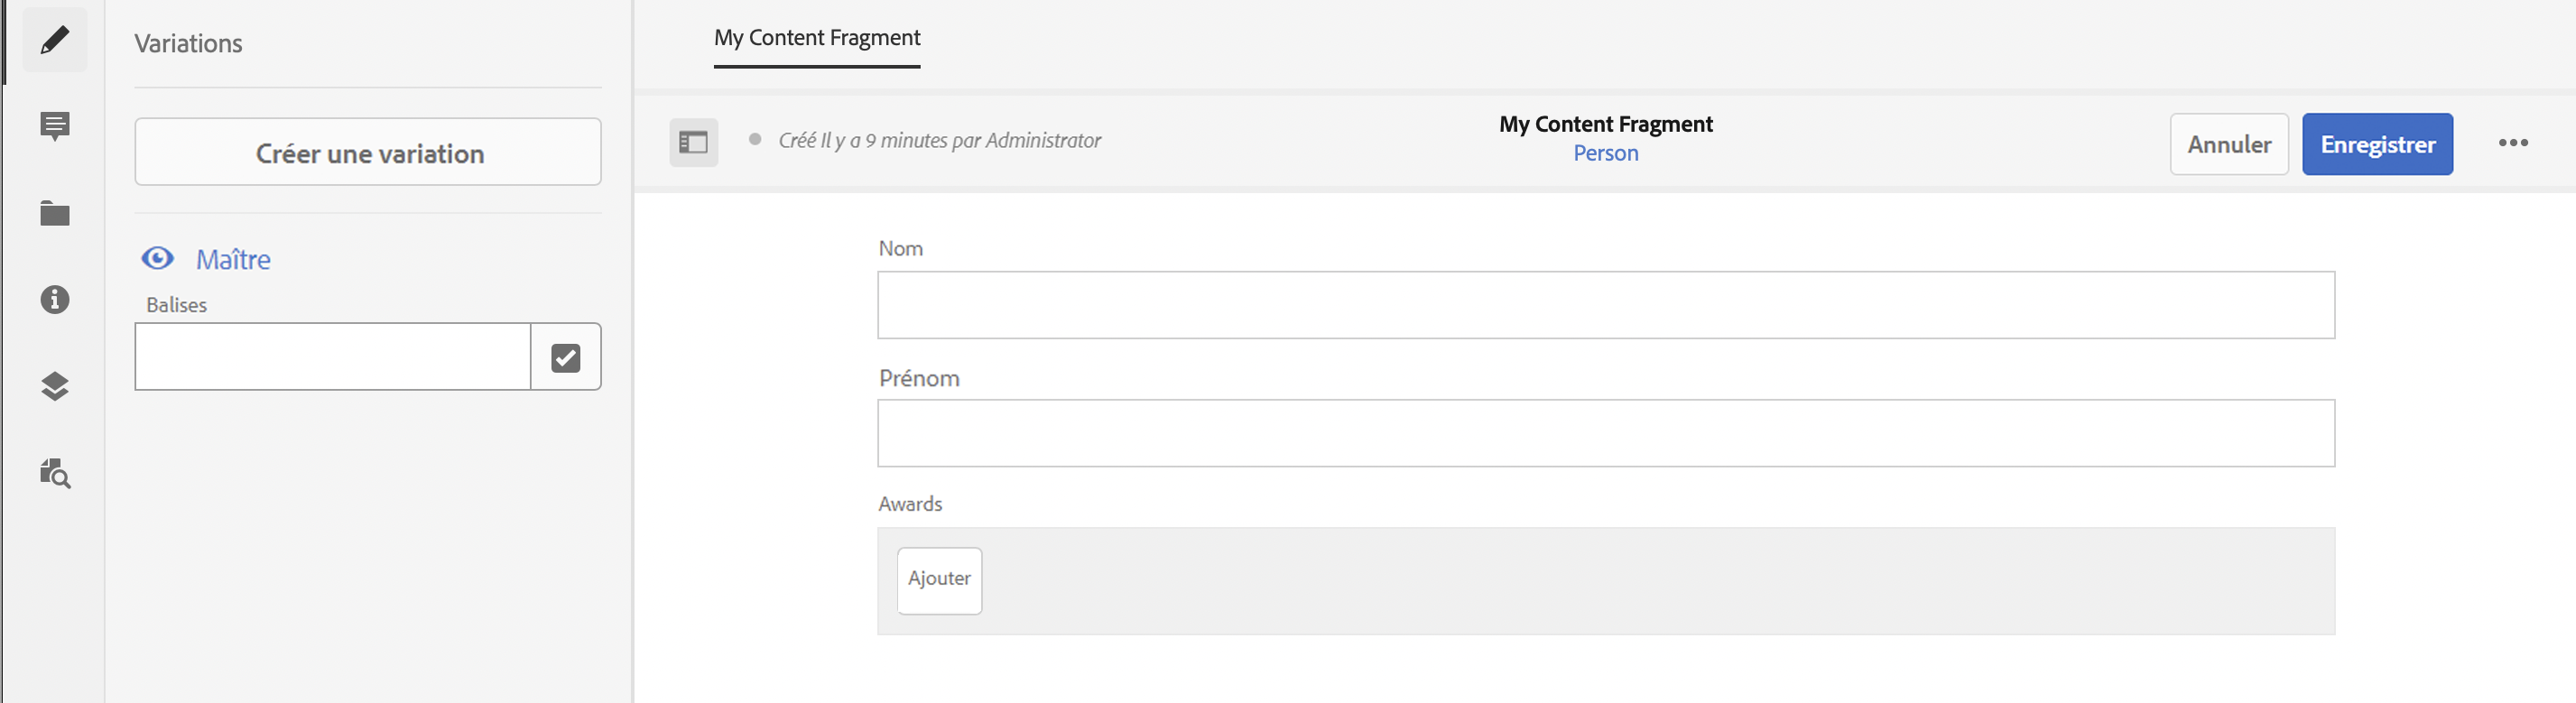 Variations
Créer une variation
Maître
Balises
My Content Fragment
Créé Il y a 9 minutes par Administrator
My Content Fragment
Person
Annuler
Enregistrer
Nom
Prénom
Awards
Ajouter